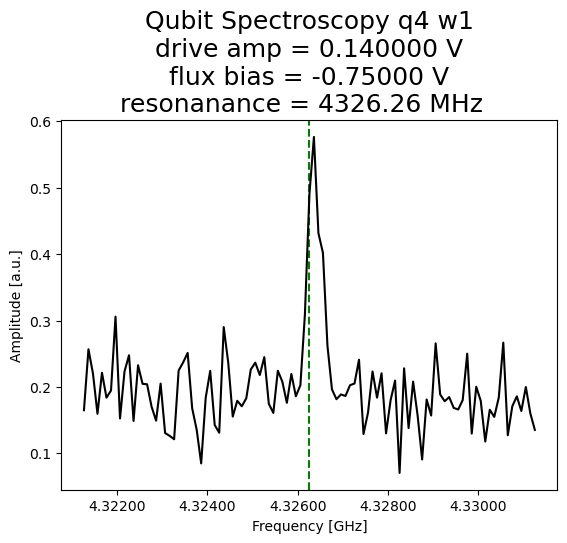 Qubit Spectroscopy q4 w1
drive amp = 0.140000 V
flux bias = -0.75000 V
resonanance = 4326.26 MHz
0.6
0.5
0.4
0.3
0.2
0.1
Amplitude [a.u.]
4.32200 4.32400 4.32600 4.32800 4.33000
Frequency [GHz]